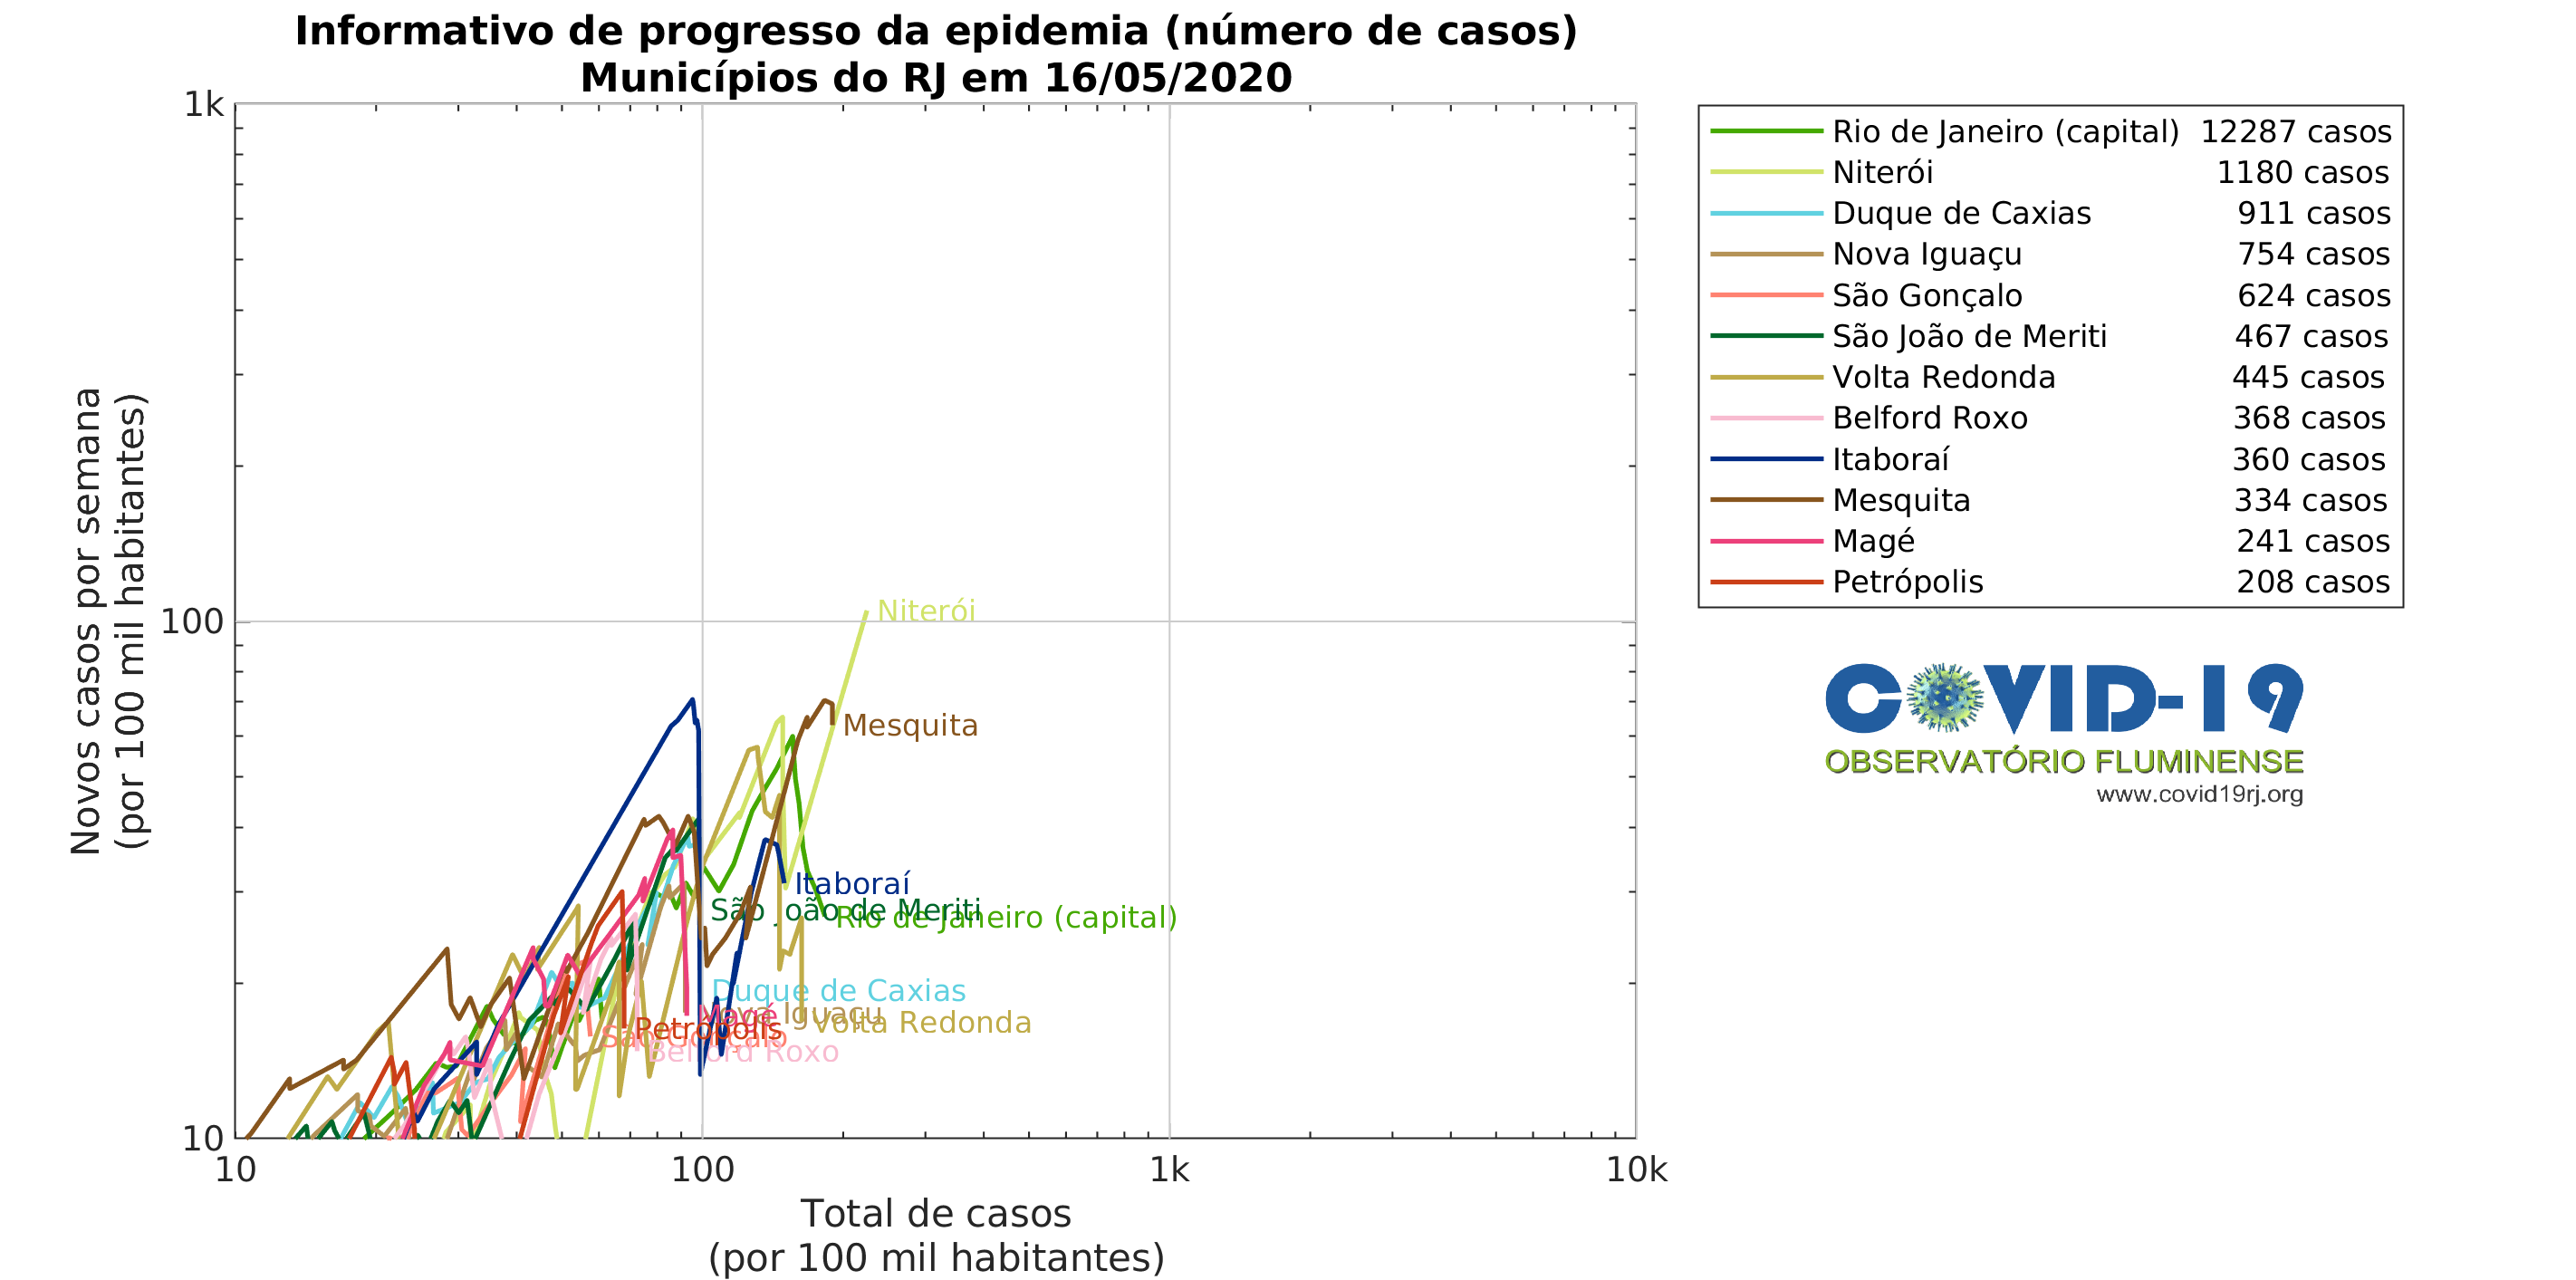 Informativo de progresso da epidemia (número de casos)
Municípios do RJ em 16/05/2020
Novos casos por semana
(por 100 mil habitantes)
1k
100
10
10
100
1k
10k
Total de casos
(por 100 mil habitantes)
Niterói
Mesquita
Itaboraí
São João de Meriti
Rio de Janeiro (capital)
Duque de Caxias
Nova Iguaçu
Magé
Volta Redonda
Petrópolis
São Gonçalo
Belford Roxo
Rio de Janeiro (capital) 12287 casos
Niterói 1180 casos
Duque de Caxias 911 casos
Nova Iguaçu 754 casos
São Gonçalo 624 casos
São João de Meriti 467 casos
Volta Redonda 445 casos
Belford Roxo 368 casos
Itaboraí 360 casos
Mesquita 334 casos
Magé 241 casos
Petrópolis 208 casos
COVID-19
OBSERVATÓRIO FLUMINENSE
www.covid19rj.org